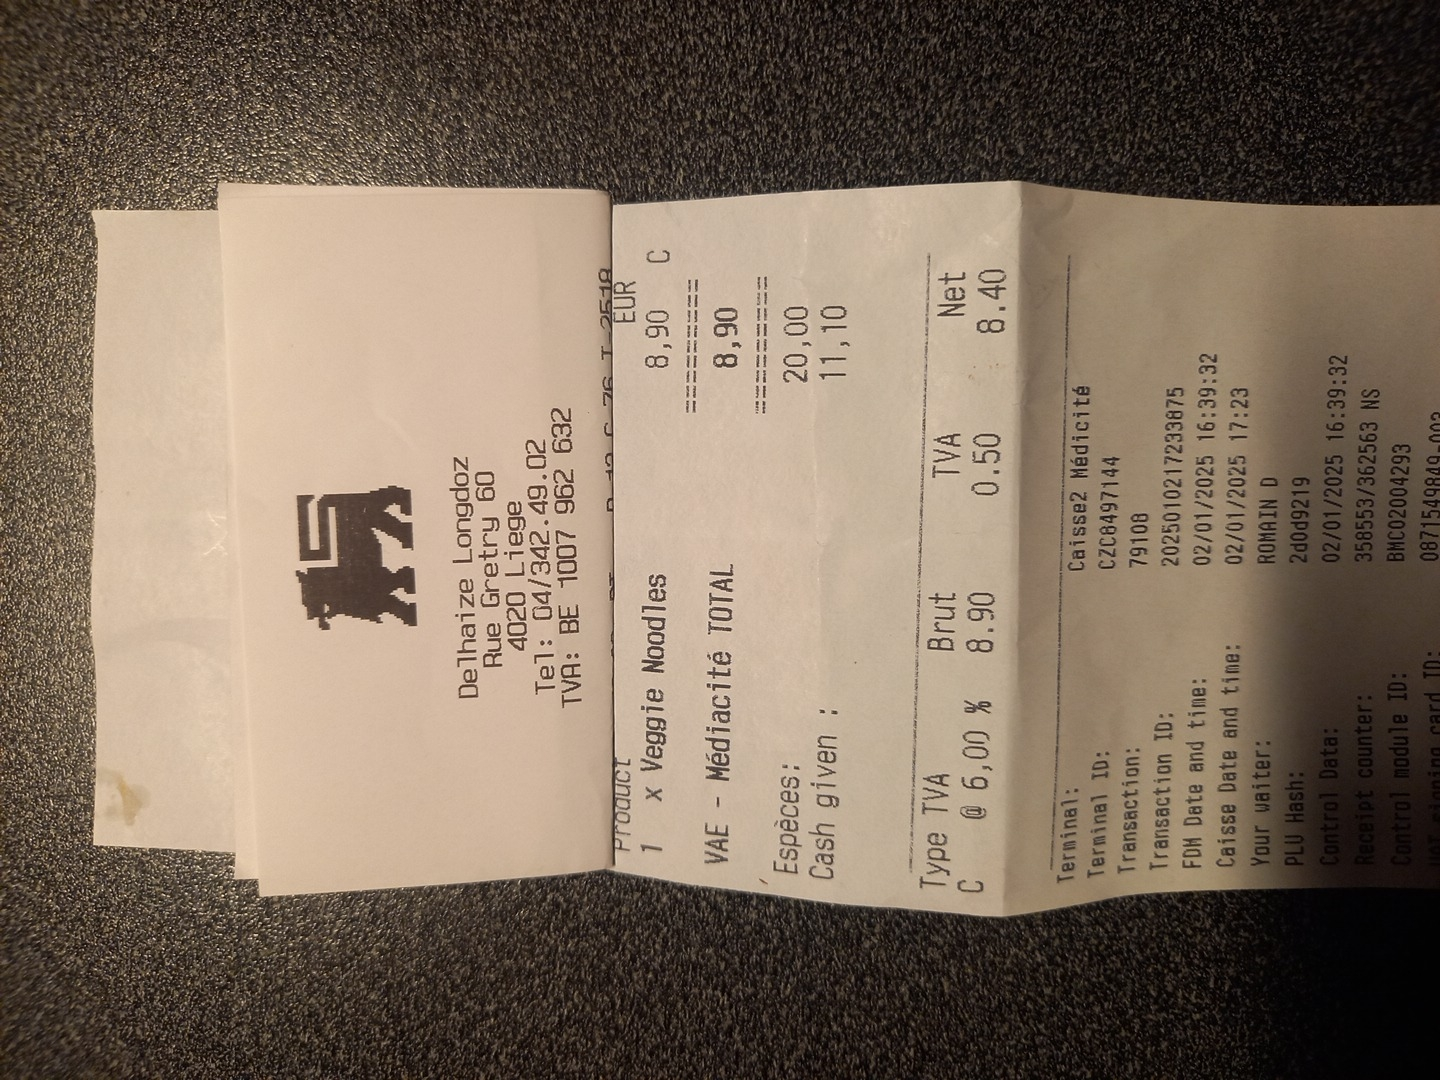 Delhaize Longdoz
Rue Gretry 60
4020 Liege
Tel: 04/342.49.02
TVA: BE 1007 962 632
Product EUR
1 x Veggie Noodles 8,90 C
==========
VAE - Médiacité TOTAL 8,90
==========
Espèces: 20,00
Cash given : 11,10
Type TVA Brut TVA Net
C @ 6,00 % 8.90 0.50 8.40
Terminal: Caisse2 Médicité
Terminal ID: CZC8497144
Transaction: 79108
Transaction ID: 2025010217233875
FDM Date and time: 02/01/2025 16:39:32
Caisse Date and time: 02/01/2025 17:23
Your waiter: ROMAIN D
PLU Hash: 2d0d9219
Control Data: 02/01/2025 16:39:32
Receipt counter: 358553/362563 NS
Control module ID: BMC02004293